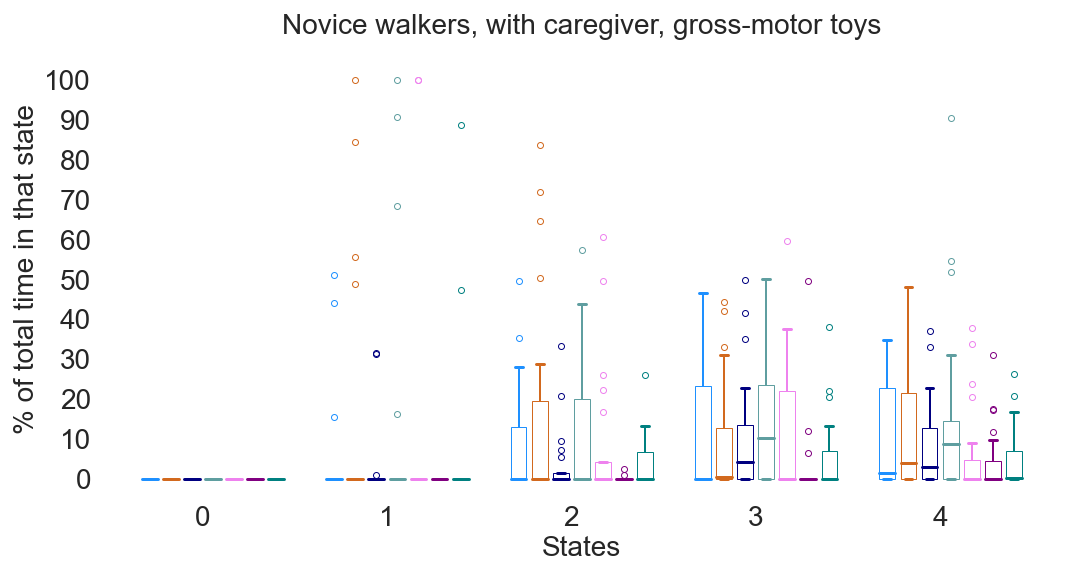 Novice walkers, with caregiver, gross-motor toys
% of total time in that state
100
90
80
70
60
50
40
30
20
10
0
0 1 2 3 4
States